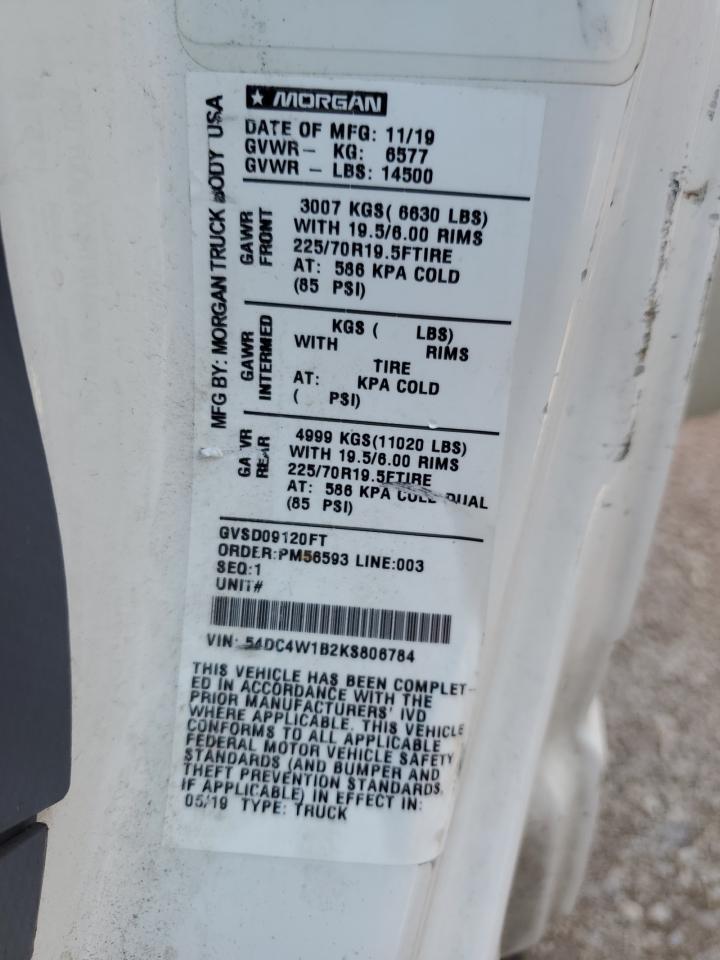 MORGAN
MFG BY: MORGAN TRUCK BODY USA
DATE OF MFG: 11/19
GVWR- KG: 6577
GVWR - LBS: 14500
GAWR FRONT
3007 KGS( 6630 LBS)
WITH 19.5/6.00 RIMS
225/70R19.5FTIRE
AT: 586 KPA COLD
(85 PSI)
GAWR INTERMED
KGS ( LBS)
WITH RIMS
TIRE
AT: KPA COLD
( PSI)
GAWR REAR
4999 KGS(11020 LBS)
WITH 19.5/6.00 RIMS
225/70R19.5FTIRE
AT: 586 KPA COLD DUAL
(85 PSI)
GVSD09120FT
ORDER:PM56593 LINE:003
SEQ:1
UNIT#
VIN: 54DC4W1B2KS806784
THIS VEHICLE HAS BEEN COMPLET-
ED IN ACCORDANCE WITH THE
PRIOR MANUFACTURERS' IVD
WHERE APPLICABLE. THIS VEHICLE
CONFORMS TO ALL APPLICABLE
FEDERAL MOTOR VEHICLE SAFETY
STANDARDS (AND BUMPER AND
THEFT PREVENTION STANDARDS,
IF APPLICABLE) IN EFFECT IN:
05/19 TYPE: TRUCK